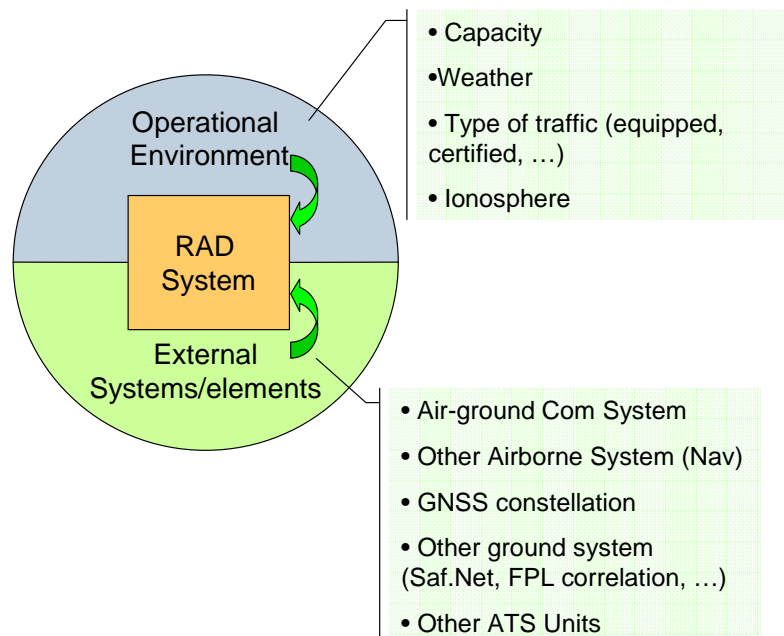 Operational
Environment
RAD
System
External
Systems/elements
• Capacity
•Weather
• Type of traffic (equipped,
certified, …)
• Ionosphere
• Air-ground Com System
• Other Airborne System (Nav)
• GNSS constellation
• Other ground system
(Saf.Net, FPL correlation, …)
• Other ATS Units